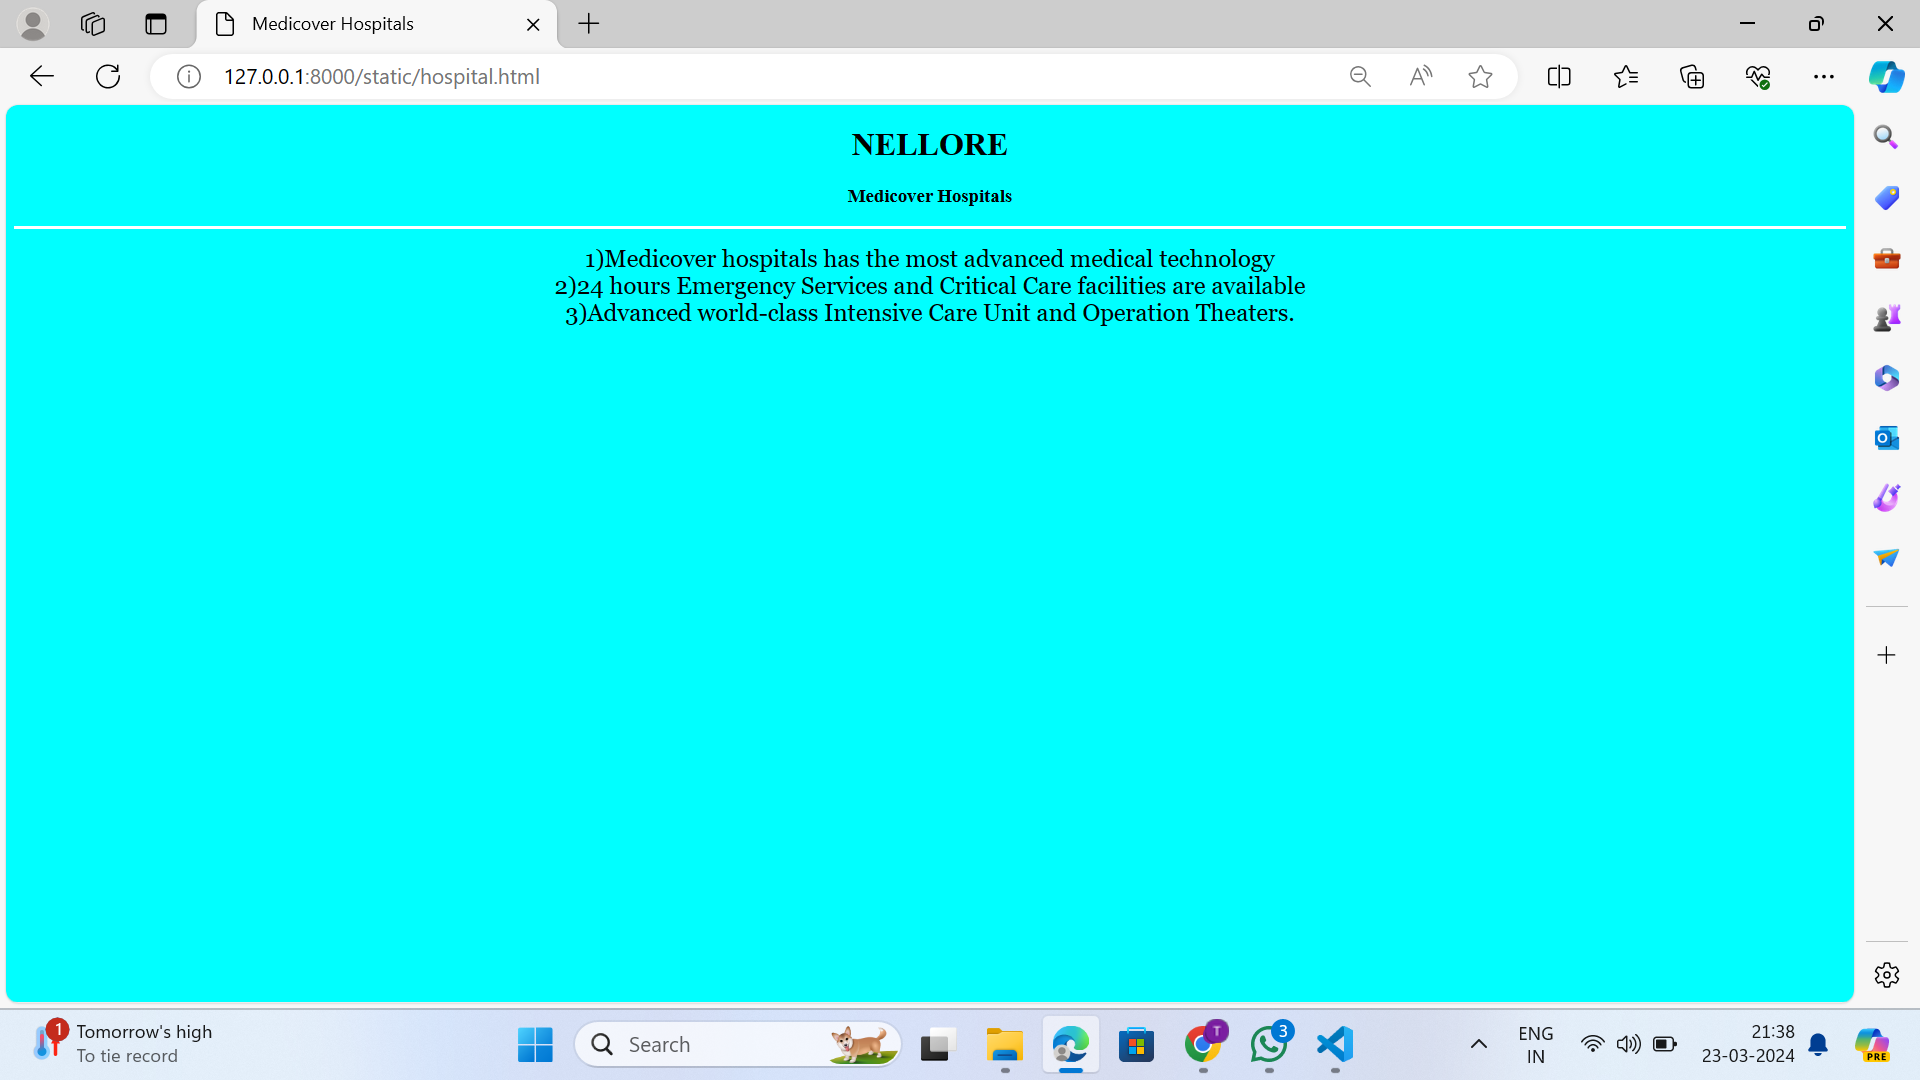 Medicover Hospitals
127.0.0.1:8000/static/hospital.html
NELLORE
Medicover Hospitals
1)Medicover hospitals has the most advanced medical technology
2)24 hours Emergency Services and Critical Care facilities are available
3)Advanced world-class Intensive Care Unit and Operation Theaters.
1
Tomorrow's high
To tie record
Search
T
3
ENG
IN
21:38
23-03-2024
PRE